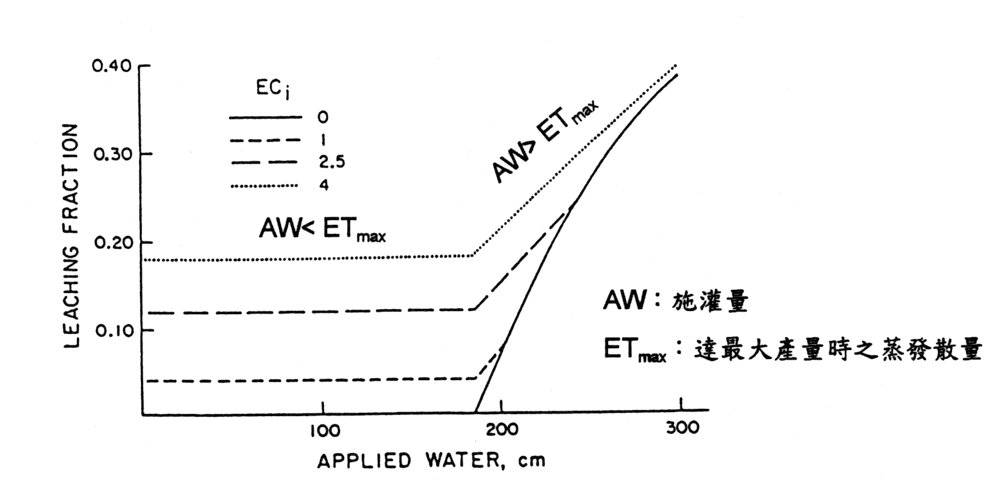 0.40
0.30
0.20
0.10
LEACHING FRACTION
ECi
0
1
2.5
4
AW< ETmax
AW> ETmax
AW：施灌量
ETmax：達最大產量時之蒸發散量
100
200
300
APPLIED WATER, cm